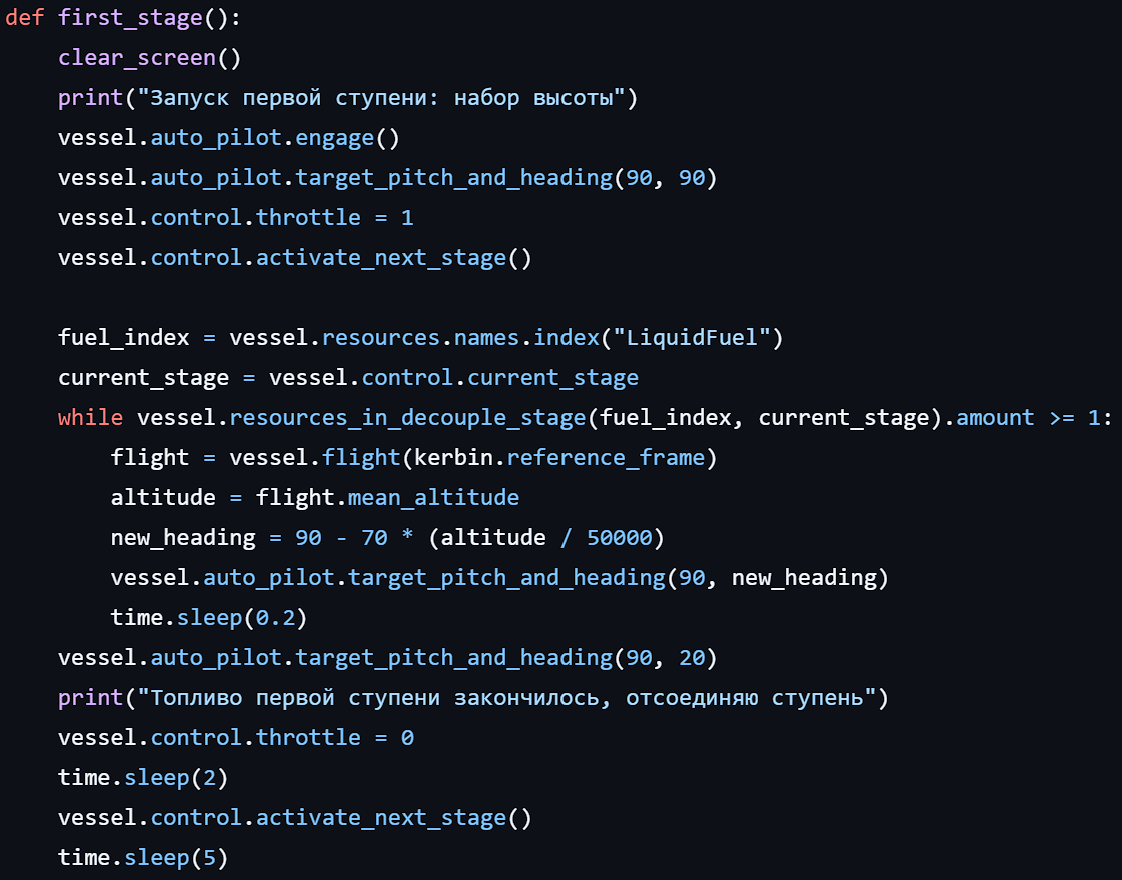 def first_stage():
    clear_screen()
    print("Запуск первой ступени: набор высоты")
    vessel.auto_pilot.engage()
    vessel.auto_pilot.target_pitch_and_heading(90, 90)
    vessel.control.throttle = 1
    vessel.control.activate_next_stage()

    fuel_index = vessel.resources.names.index("LiquidFuel")
    current_stage = vessel.control.current_stage
    while vessel.resources_in_decouple_stage(fuel_index, current_stage).amount >= 1:
        flight = vessel.flight(kerbin.reference_frame)
        altitude = flight.mean_altitude
        new_heading = 90 - 70 * (altitude / 50000)
        vessel.auto_pilot.target_pitch_and_heading(90, new_heading)
        time.sleep(0.2)
    vessel.auto_pilot.target_pitch_and_heading(90, 20)
    print("Топливо первой ступени закончилось, отсоединяю ступень")
    vessel.control.throttle = 0
    time.sleep(2)
    vessel.control.activate_next_stage()
    time.sleep(5)